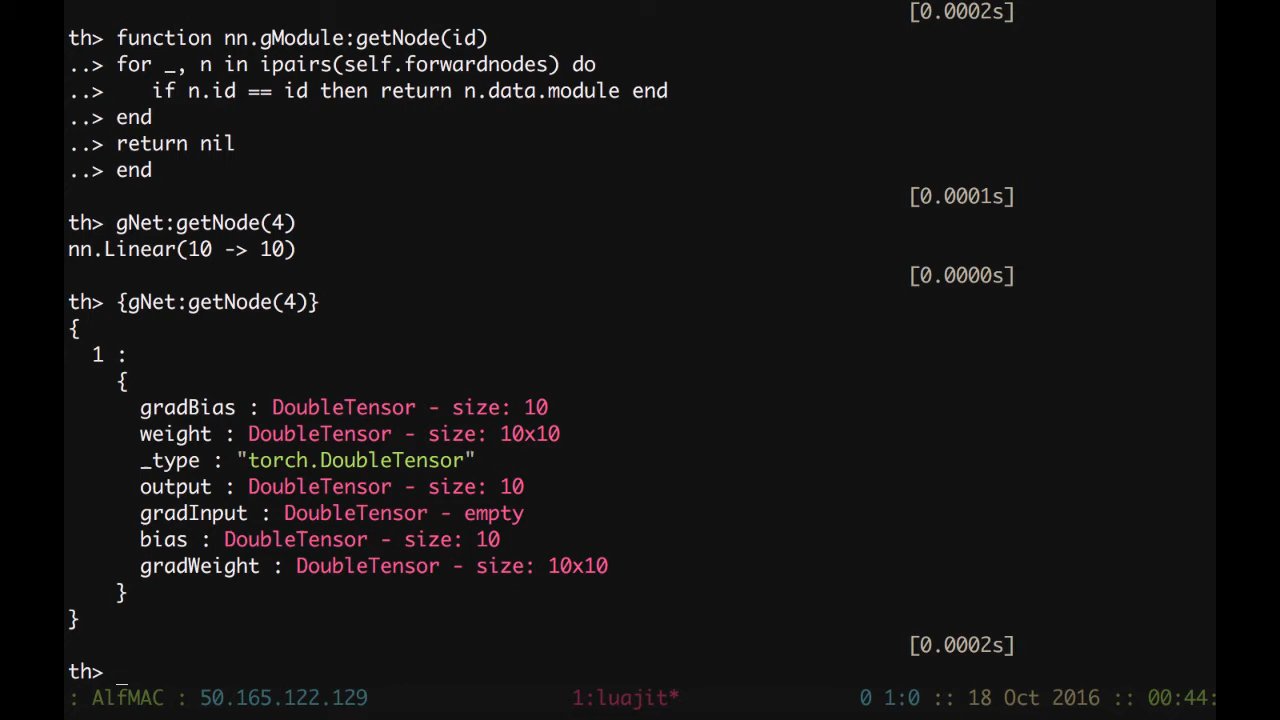 [0.0002s]
th> function nn.gModule:getNode(id)
..> for _, n in ipairs(self.forwardnodes) do
..>    if n.id == id then return n.data.module end
..> end
..> return nil
..> end
[0.0001s]
th> gNet:getNode(4)
nn.Linear(10 -> 10)
[0.0000s]
th> {gNet:getNode(4)}
{
  1 :
    {
      gradBias : DoubleTensor - size: 10
      weight : DoubleTensor - size: 10x10
      _type : "torch.DoubleTensor"
      output : DoubleTensor - size: 10
      gradInput : DoubleTensor - empty
      bias : DoubleTensor - size: 10
      gradWeight : DoubleTensor - size: 10x10
    }
}
[0.0002s]
th> _
: AlfMAC : 50.165.122.129 1:luajit* 0 1:0 :: 18 Oct 2016 :: 00:44: